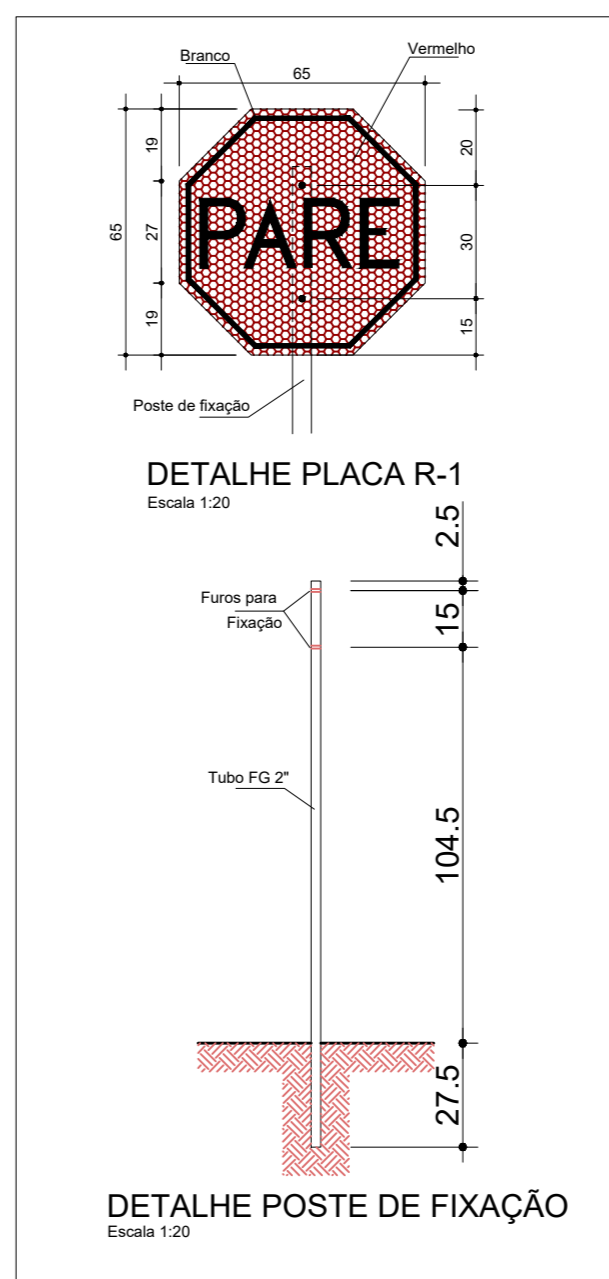 Branco
Vermelho
65
19
20
65
27
PARE
30
19
15
Poste de fixação
DETALHE PLACA R-1
Escala 1:20
2.5
Furos para
Fixação
15
Tubo FG 2"
104.5
27.5
DETALHE POSTE DE FIXAÇÃO
Escala 1:20